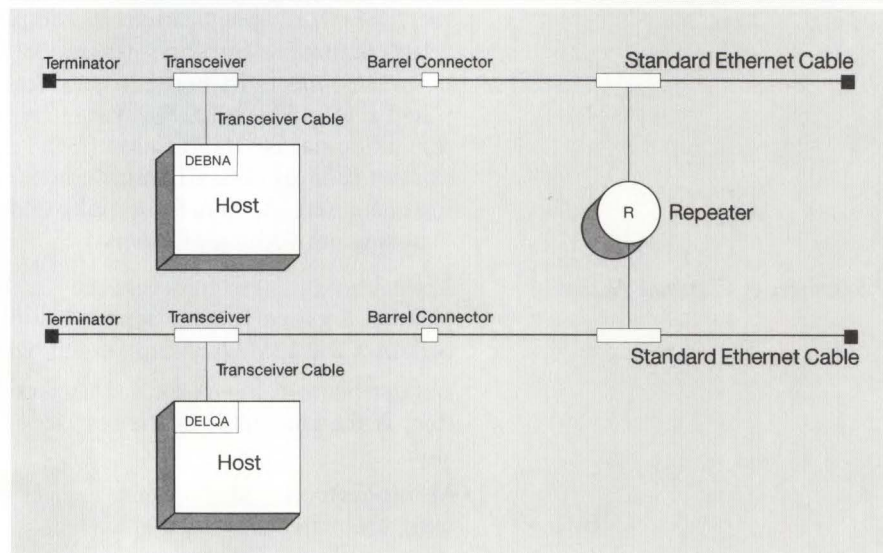 Terminator Transceiver Barrel Connector Standard Ethernet Cable
Transceiver Cable
DEBNA
Host
R Repeater
Terminator Transceiver Barrel Connector
Standard Ethernet Cable
Transceiver Cable
DELQA
Host